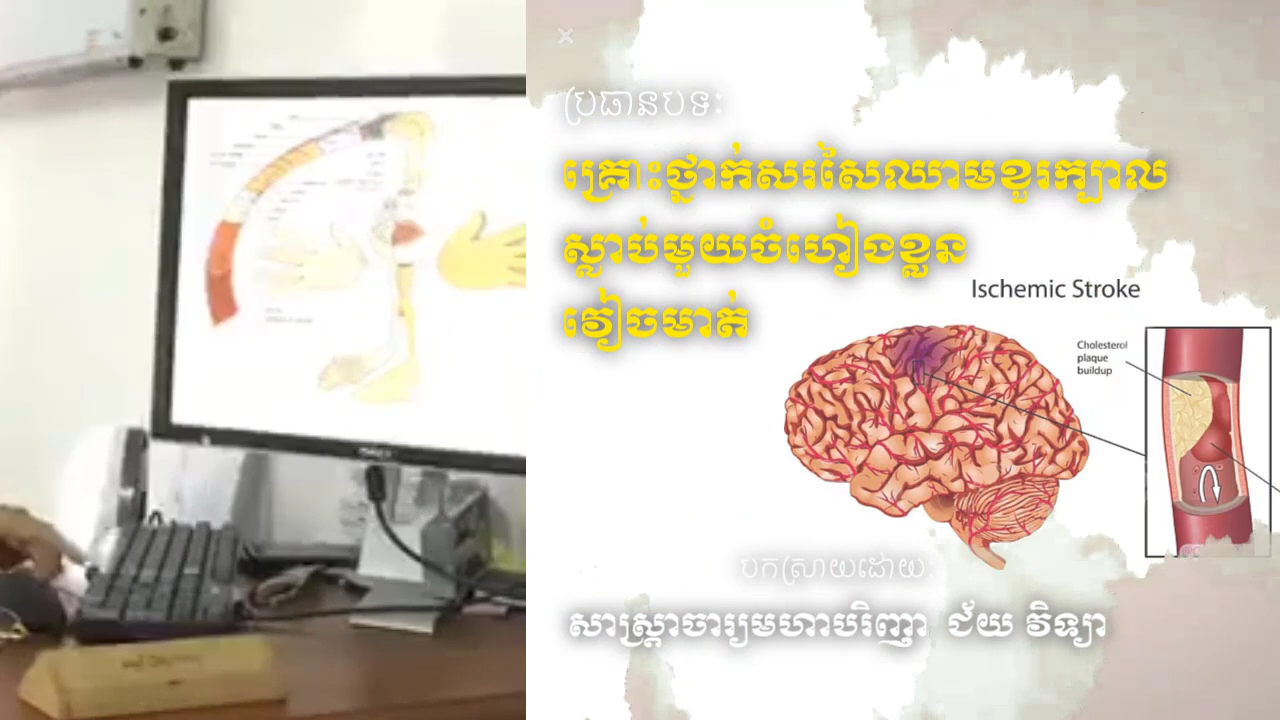 ប្រធានបទៈ
គ្រោះថ្នាក់សរសៃឈាមខួរក្បាល
ស្លាប់មួយចំហៀងខ្លួន
វៀចមាត់
Ischemic Stroke
Cholesterol
plaque
buildup
បកស្រាយដោយៈ
សាស្ត្រាចារ្យមហាបរិញ្ញា ជ័យ វិទ្យា